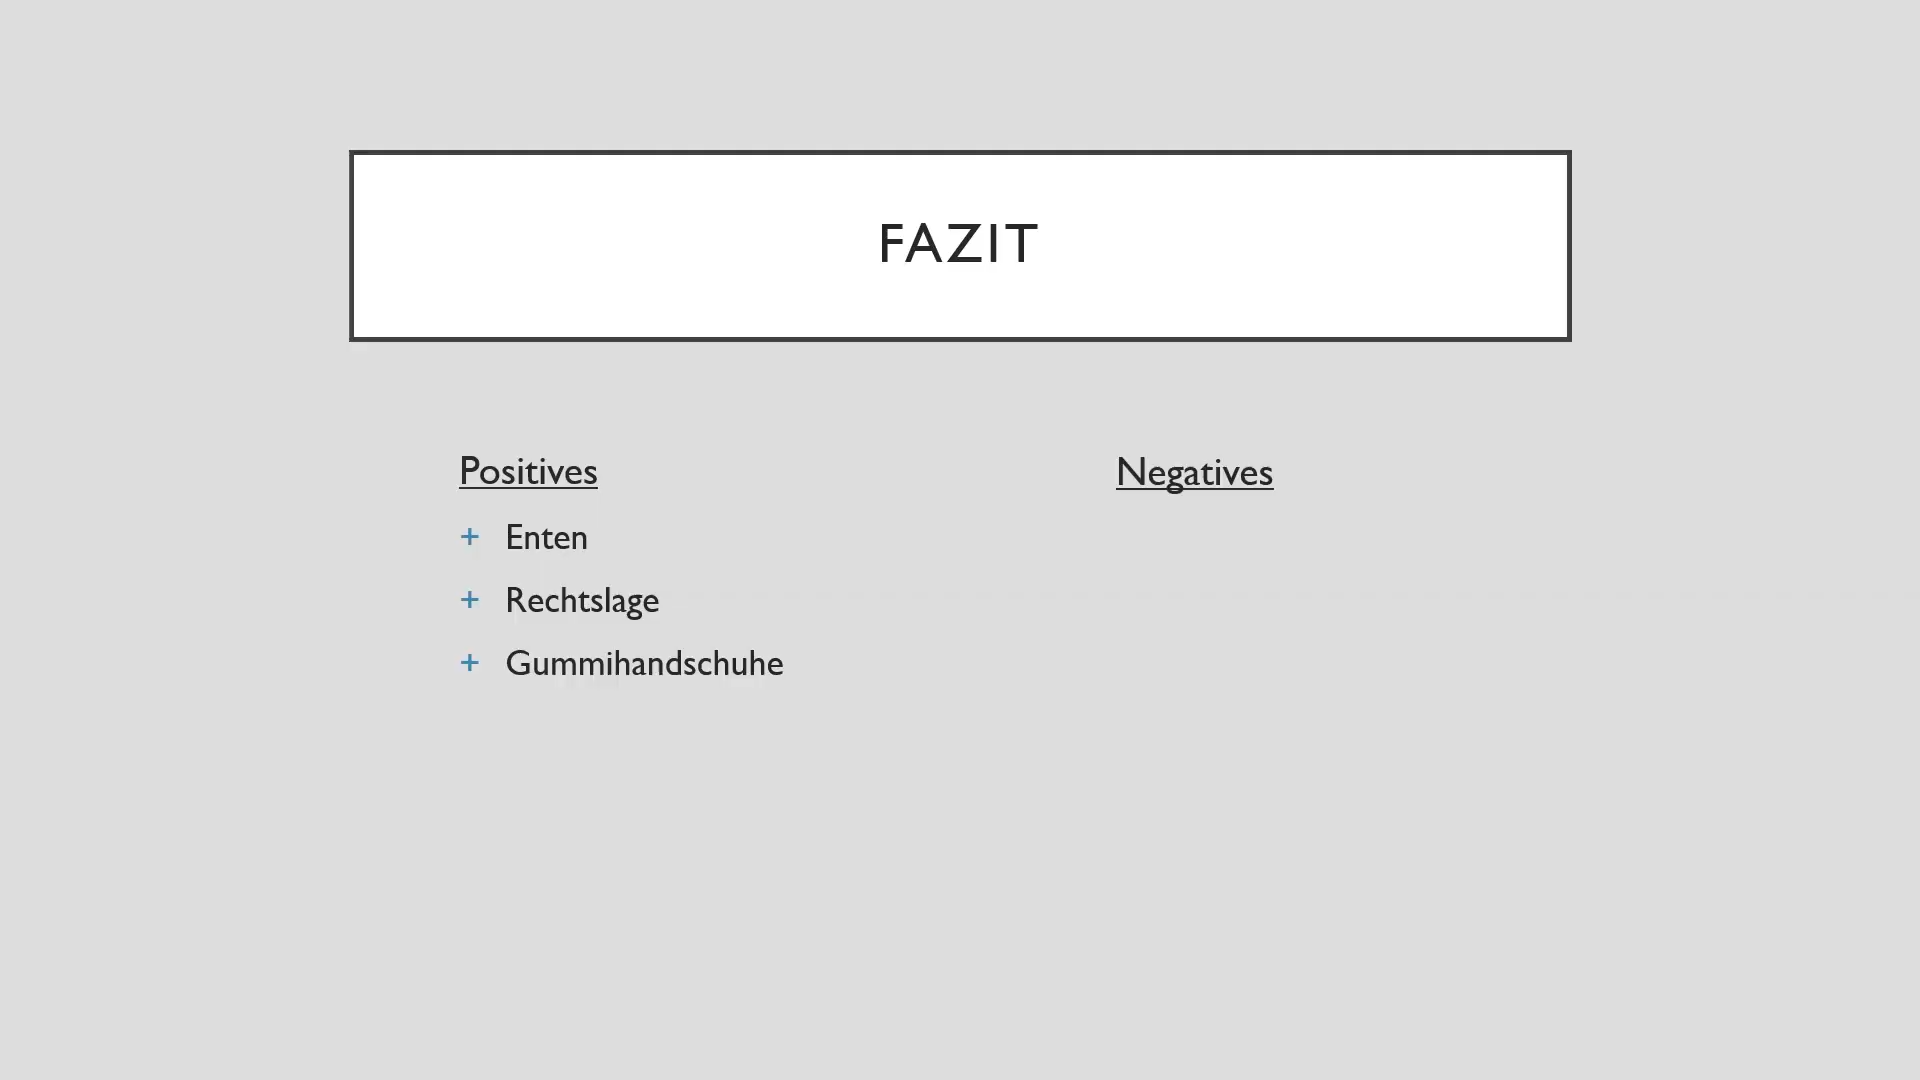 FAZIT
Positives
+ Enten
+ Rechtslage
+ Gummihandschuhe
Negatives